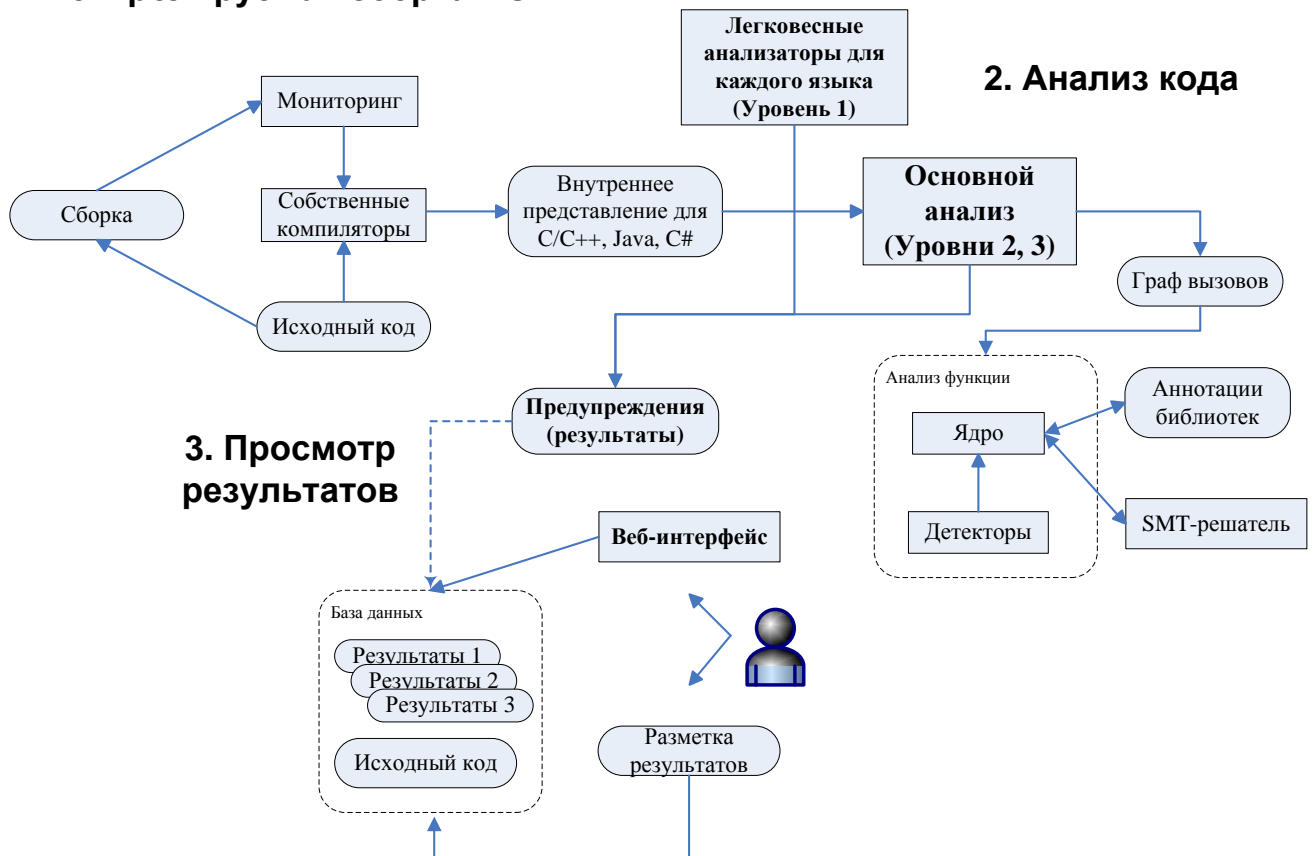 Легковесные
анализаторы для
каждого языка
(Уровень 1)
2. Анализ кода
Мониторинг
Сборка
Собственные
компиляторы
Внутреннее
представление для
C/C++, Java, C#
Основной
анализ
(Уровни 2, 3)
Исходный код
Граф вызовов
Предупреждения
(результаты)
Анализ функции
Ядро
Детекторы
Аннотации
библиотек
SMT-решатель
3. Просмотр
результатов
Веб-интерфейс
База данных
Результаты 1
Результаты 2
Результаты 3
Исходный код
Разметка
результатов